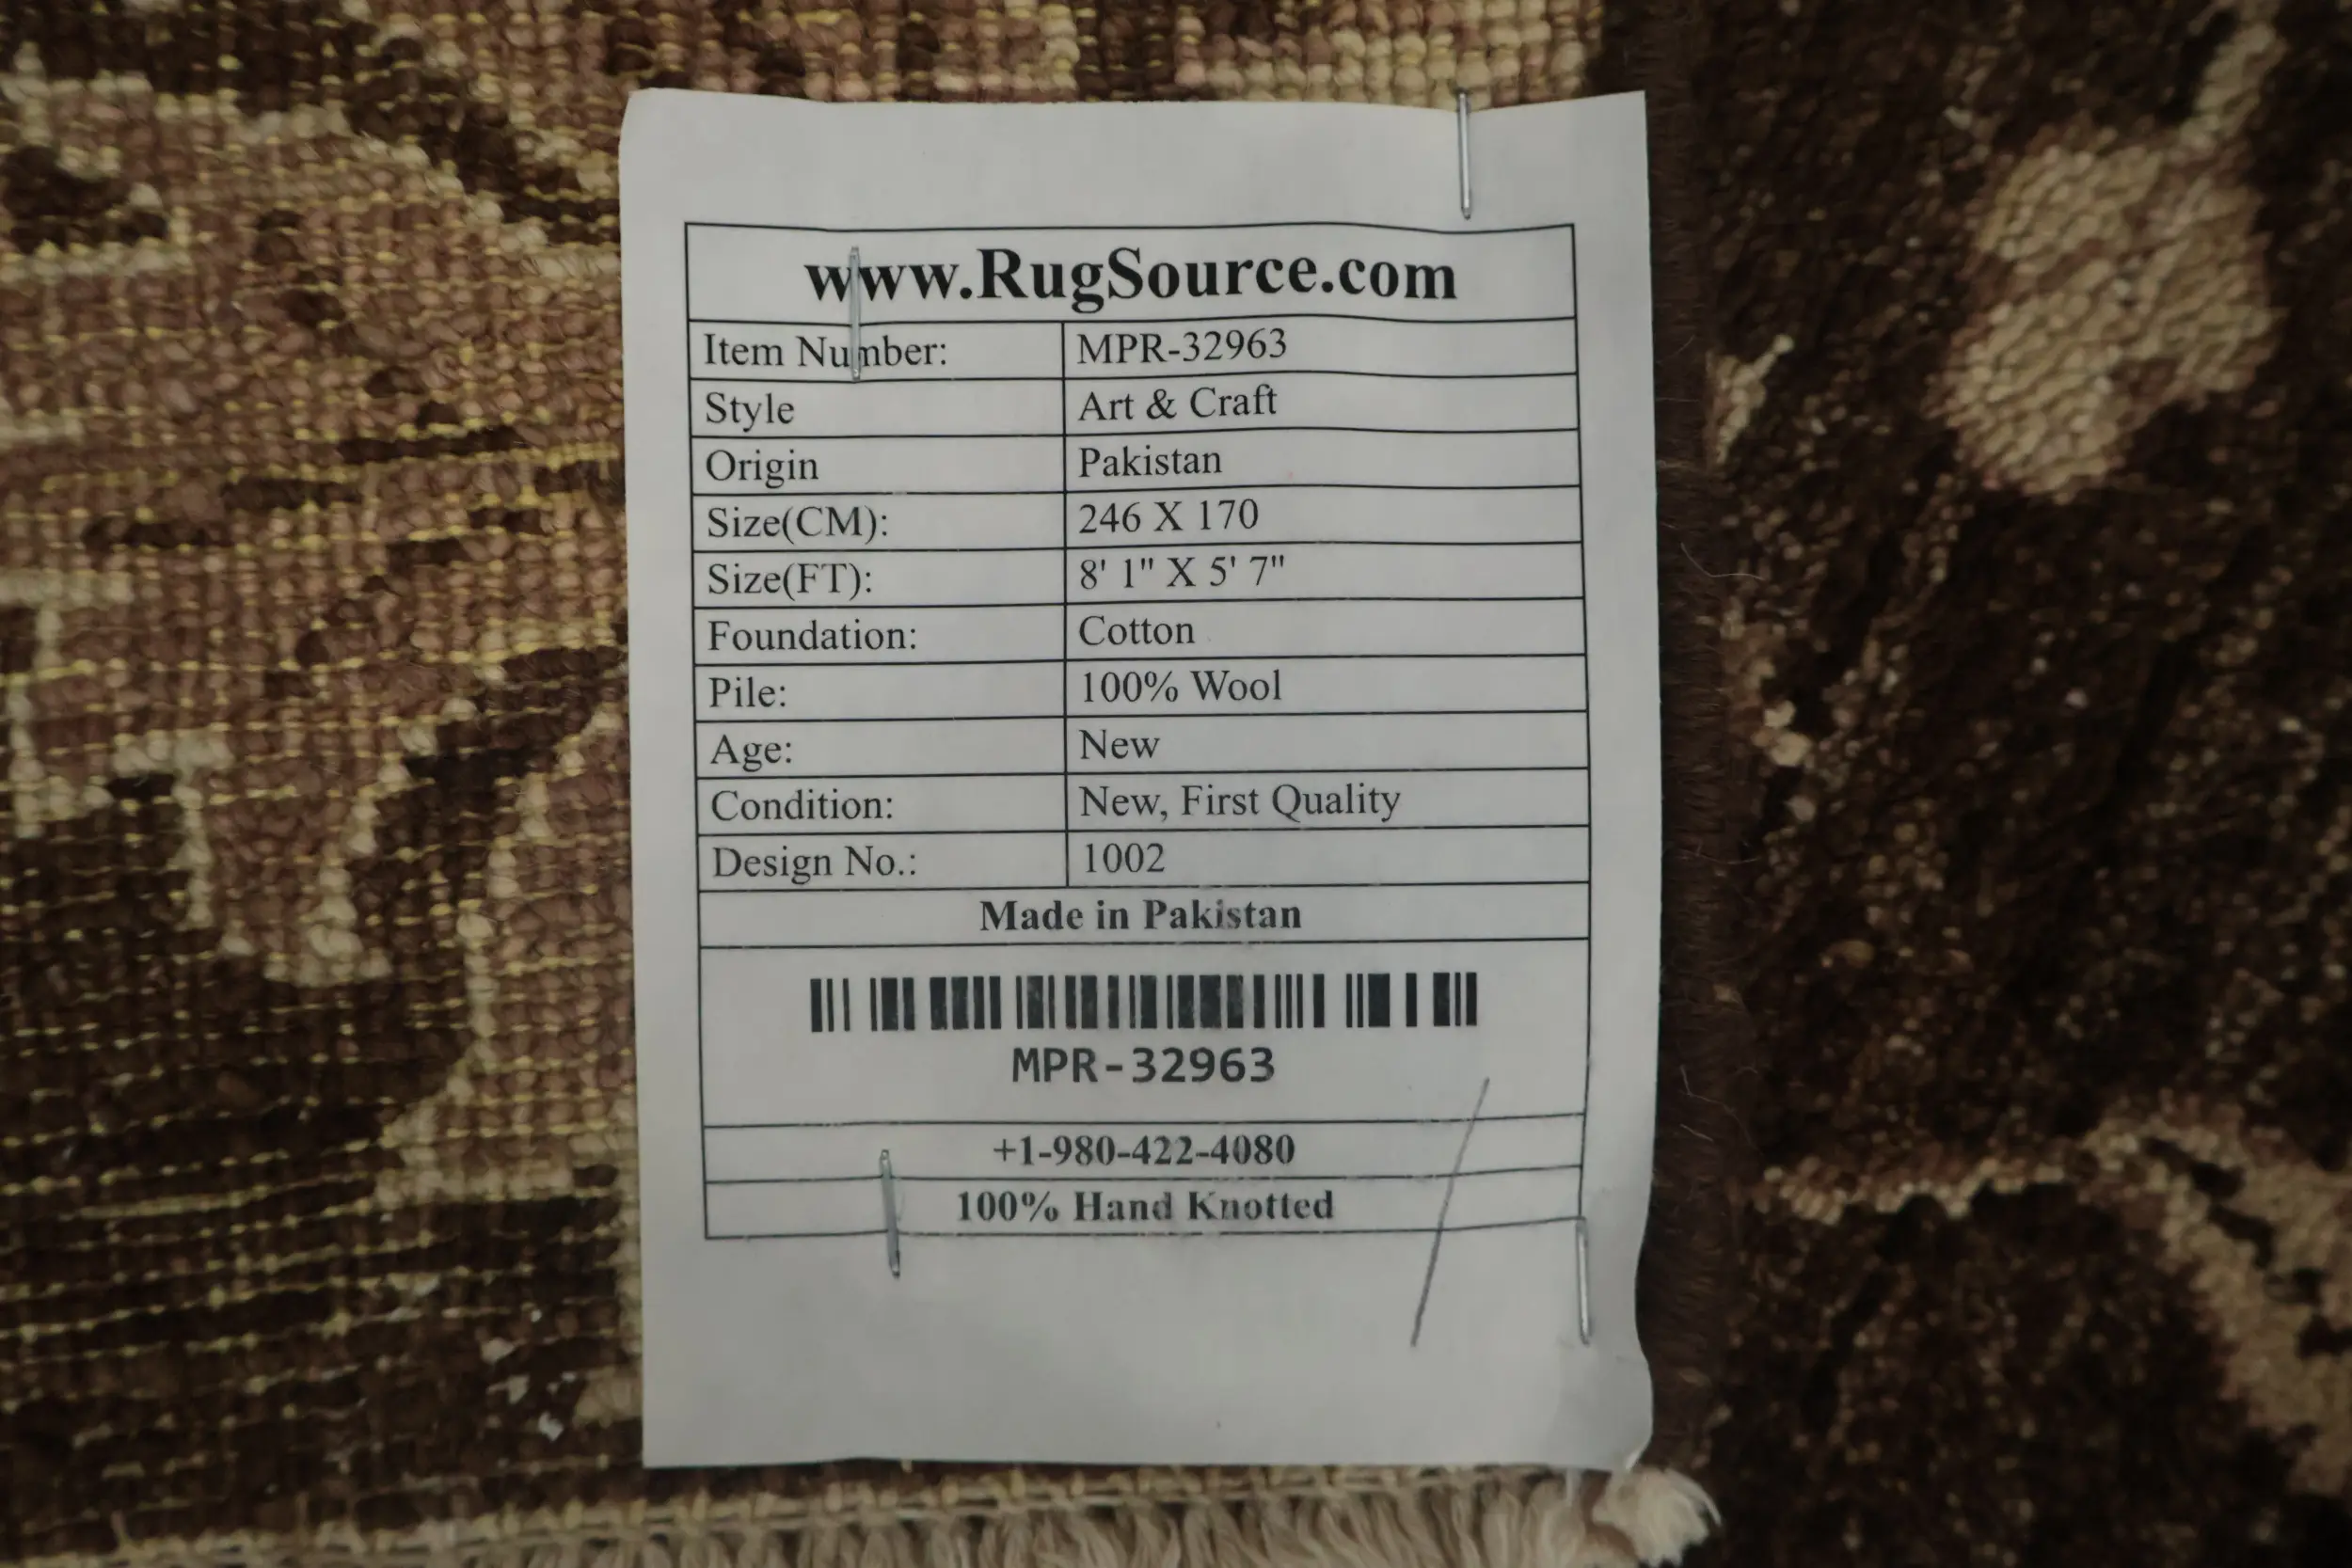 www.RugSource.com
Item Number: MPR-32963
Style Art & Craft
Origin Pakistan
Size(CM): 246 X 170
Size(FT): 8' 1" X 5' 7"
Foundation: Cotton
Pile: 100% Wool
Age: New
Condition: New, First Quality
Design No.: 1002
Made in Pakistan
MPR-32963
+1-980-422-4080
100% Hand Knotted